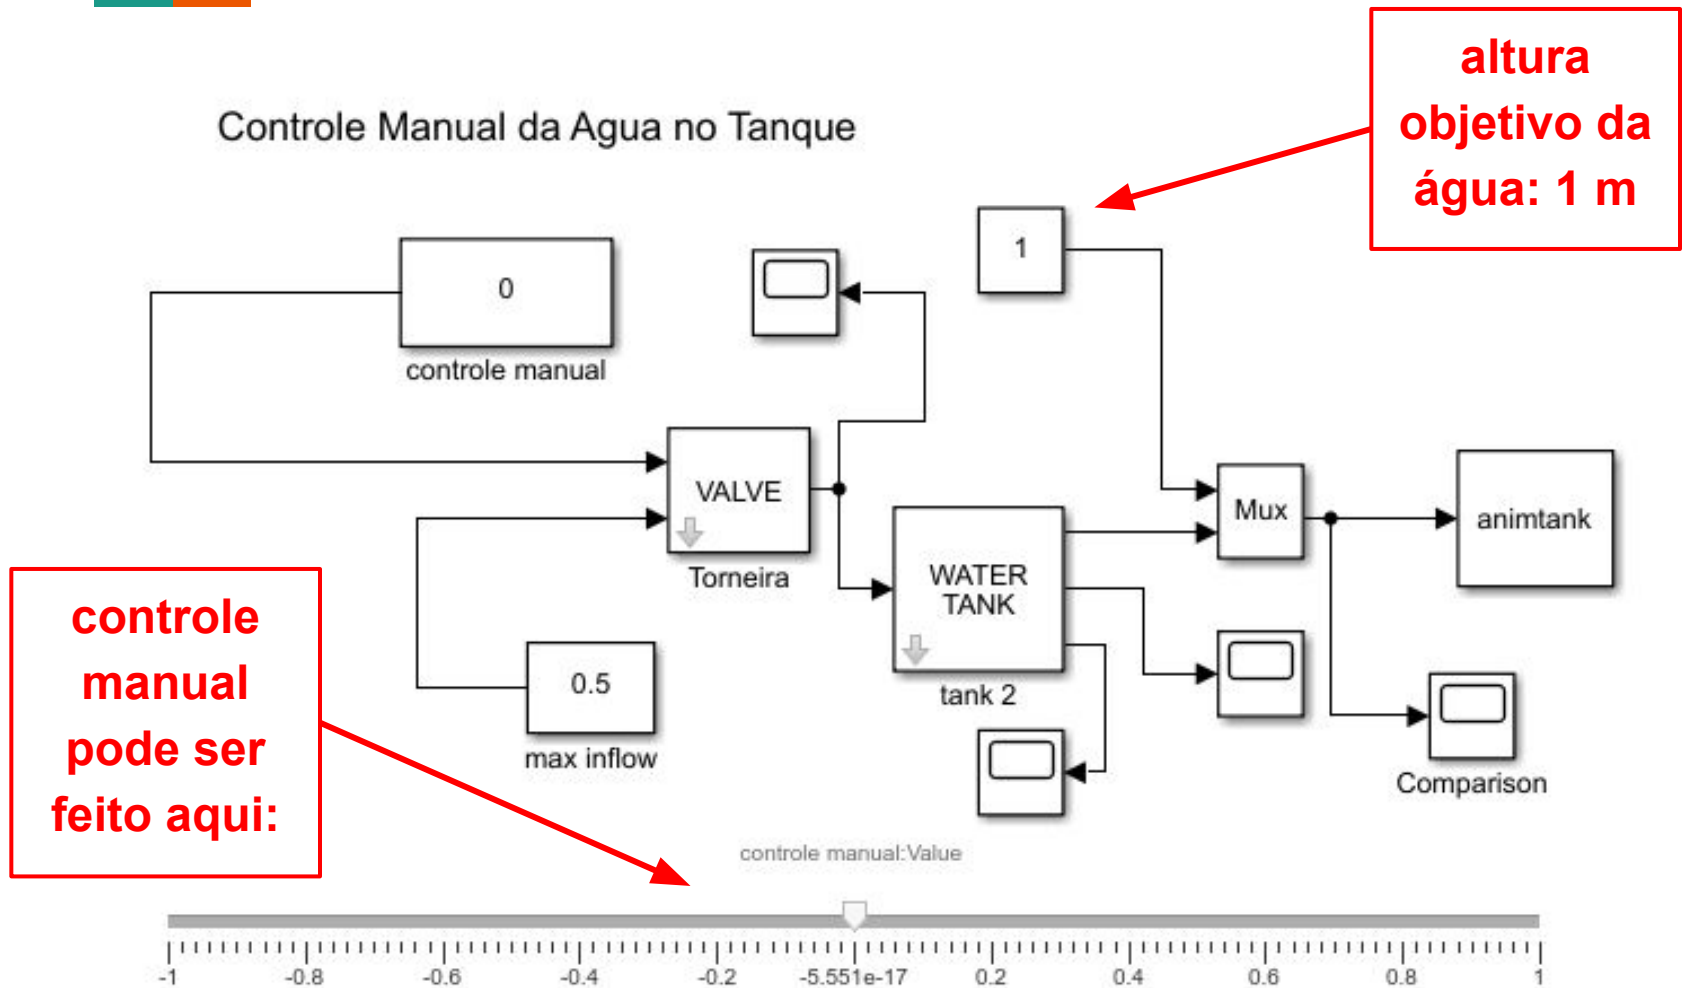 altura
objetivo da
água: 1 m
Controle Manual da Agua no Tanque
1
0
controle manual
VALVE
Torneira
Mux
animtank
WATER
TANK
tank 2
controle
manual
pode ser
feito aqui:
0.5
max inflow
Comparison
controle manual:Value
-1 -0.8 -0.6 -0.4 -0.2 -5.551e-17 0.2 0.4 0.6 0.8 1